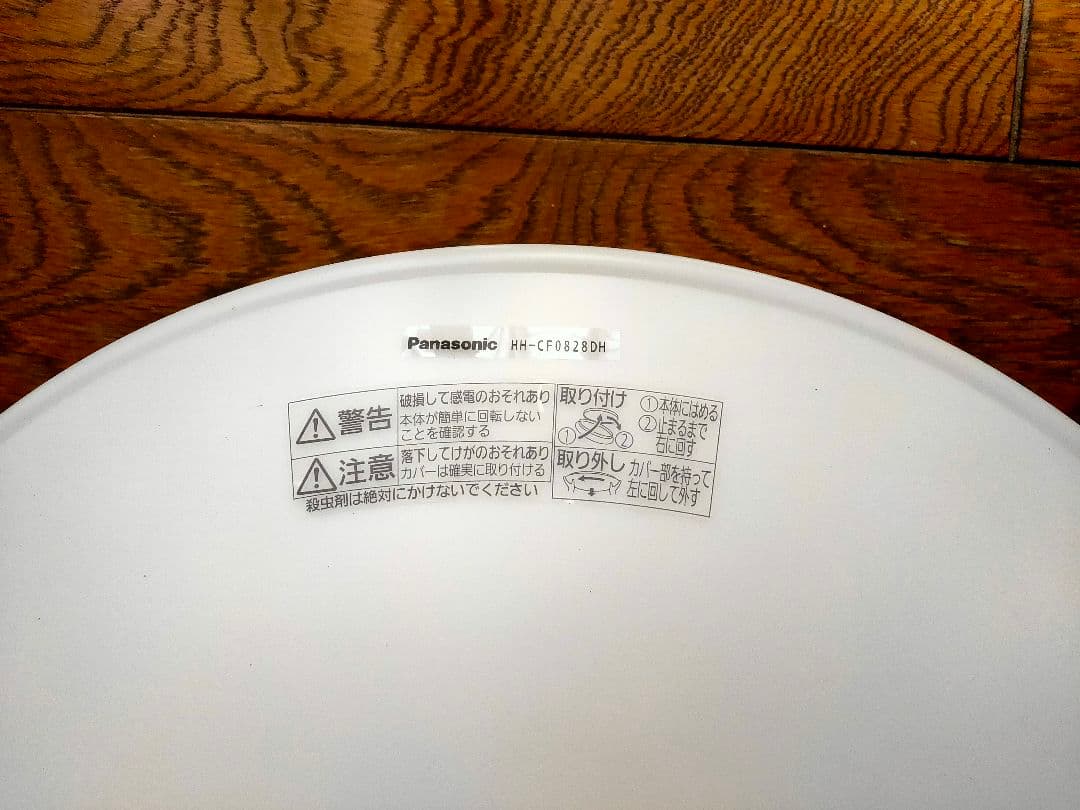 Panasonic HH-CF0828DH
⚠警告
破損して感電のおそれあり
本体が簡単に回転しない
ことを確認する
⚠注意
落下してけがのおそれあり
カバーは確実に取り付ける
殺虫剤は絶対にかけないでください
取り付け
① ②
①本体にはめる
②止まるまで
右に回す
取り外し
カバー部を持って
左に回して外す